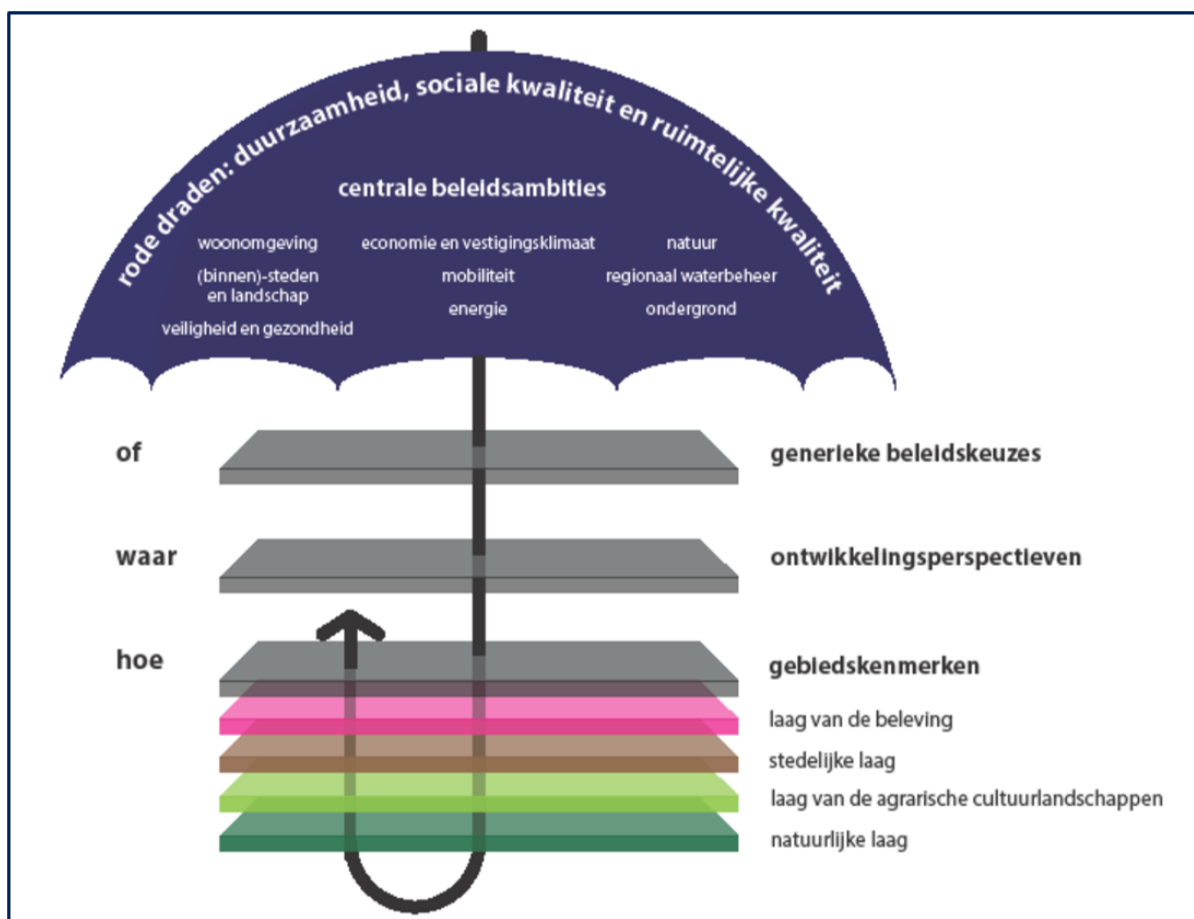 rode draden: duurzaamheid, sociale kwaliteit en ruimtelijke kwaliteit
centrale beleidsambities
woonomgeving
(binnen)-steden
en landschap
veiligheid en gezondheid
economie en vestigingsklimaat
mobiliteit
energie
natuur
regionaal waterbeheer
ondergrond
of
generieke beleidskeuzes
waar
ontwikkelingsperspectieven
hoe
gebiedskenmerken
laag van de beleving
stedelijke laag
laag van de agrarische cultuurlandschappen
natuurlijke laag